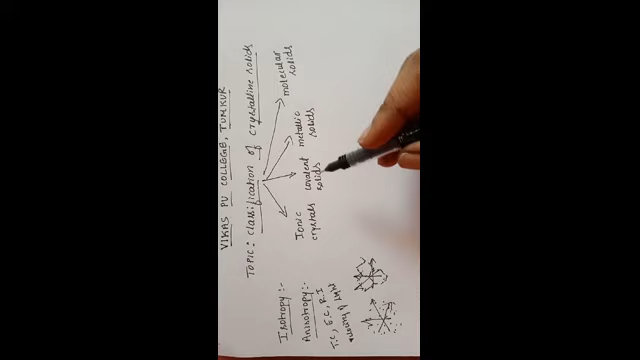 VIKAS PU COLLEGE, TUMKUR
TOPIC: Classification of crystalline solids
Ionic crystals
covalent solids
metallic solids
molecular solids
Isotropy:-
Anisotropy:-
T.C, E.C, R.I